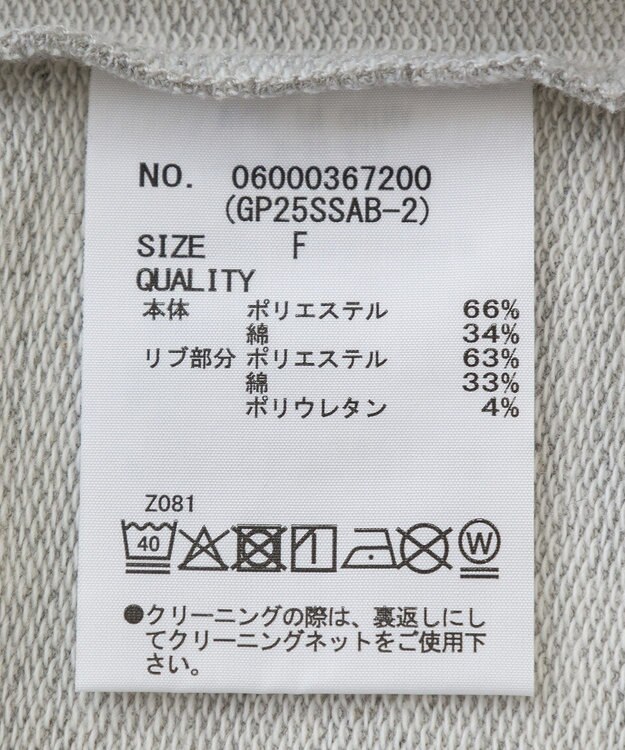 NO. 06000367200
(GP25SSAB-2)
SIZE F
QUALITY
本体 ポリエステル 66%
綿 34%
リブ部分 ポリエステル 63%
綿 33%
ポリウレタン 4%
Z081
40 W
●クリーニングの際は、裏返しにし
てクリーニングネットをご使用下
さい。